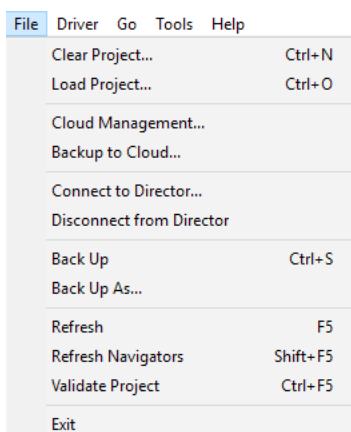 File Driver Go Tools Help
Clear Project... Ctrl+N
Load Project... Ctrl+O
Cloud Management...
Backup to Cloud...
Connect to Director...
Disconnect from Director
Back Up Ctrl+S
Back Up As...
Refresh F5
Refresh Navigators Shift+F5
Validate Project Ctrl+F5
Exit